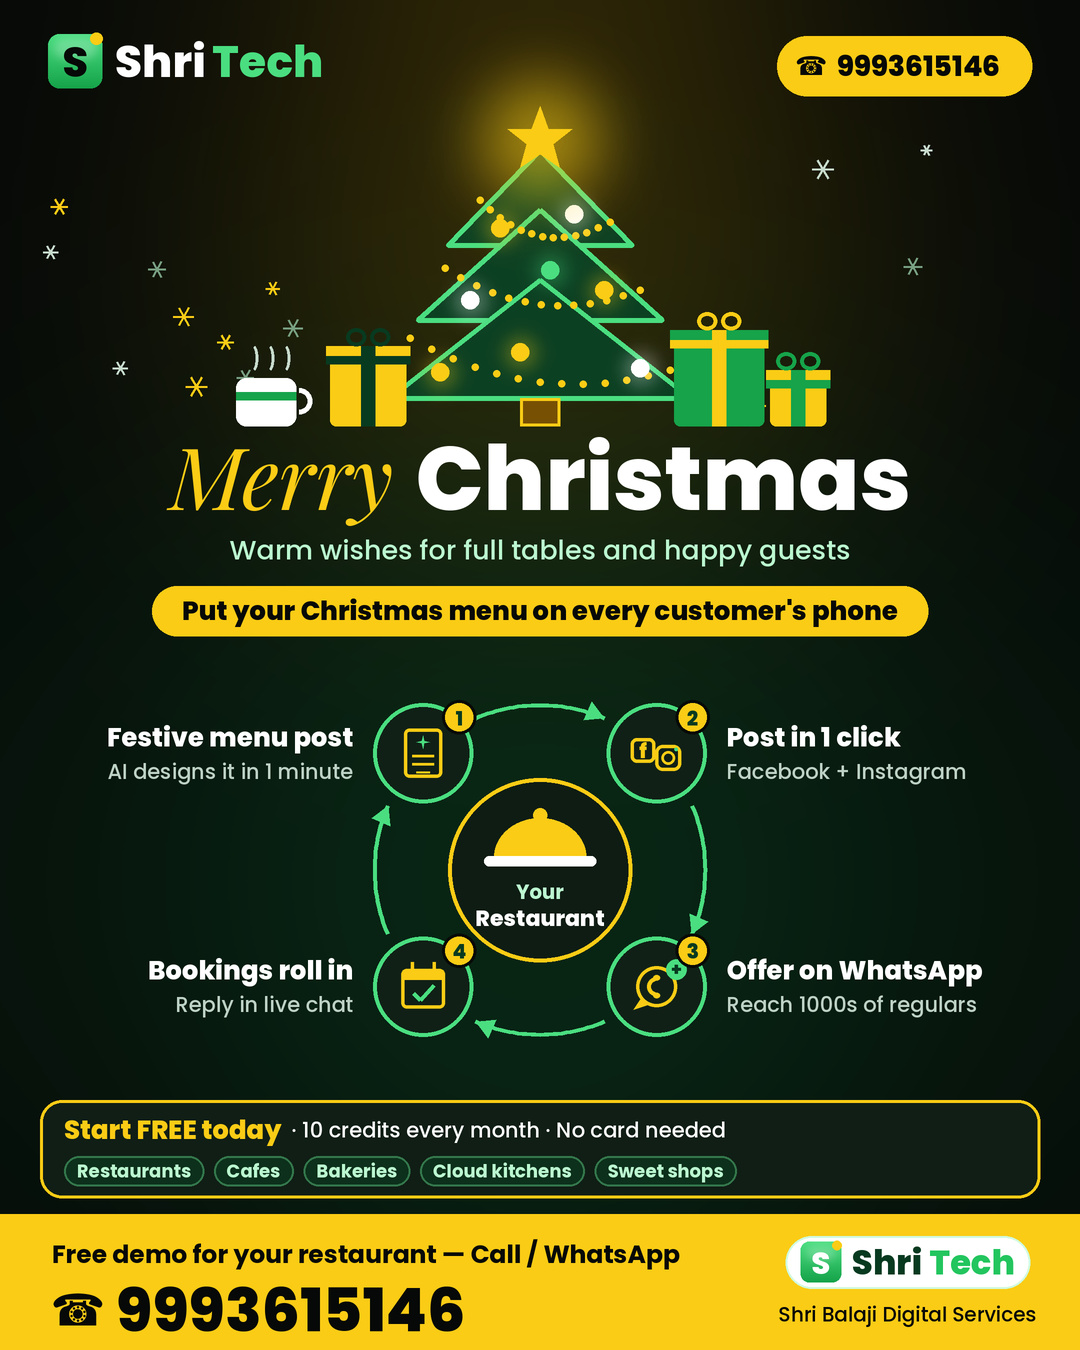 S Shri Tech
☎ 9993615146
Merry Christmas
Warm wishes for full tables and happy guests
Put your Christmas menu on every customer's phone
1
Festive menu post
AI designs it in 1 minute
2
Post in 1 click
Facebook + Instagram
Your
Restaurant
4
Bookings roll in
Reply in live chat
3
Offer on WhatsApp
Reach 1000s of regulars
Start FREE today · 10 credits every month · No card needed
Restaurants Cafes Bakeries Cloud kitchens Sweet shops
Free demo for your restaurant — Call / WhatsApp
☎ 9993615146
S Shri Tech
Shri Balaji Digital Services